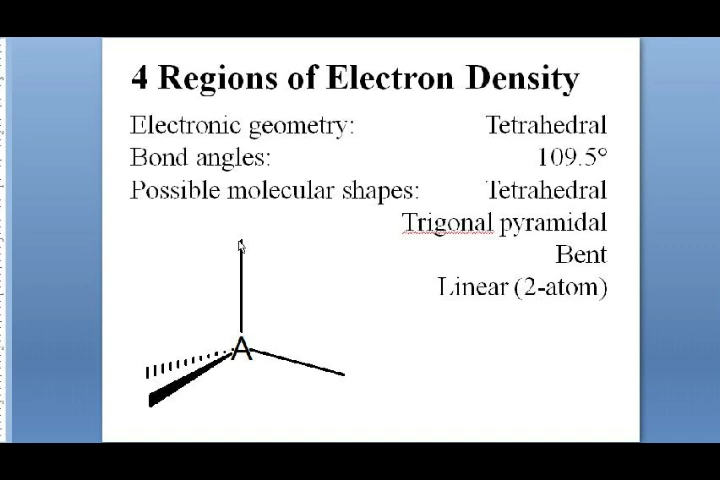 4 Regions of Electron Density
Electronic geometry: Tetrahedral
Bond angles: 109.5°
Possible molecular shapes: Tetrahedral
Trigonal pyramidal
Bent
Linear (2-atom)
A